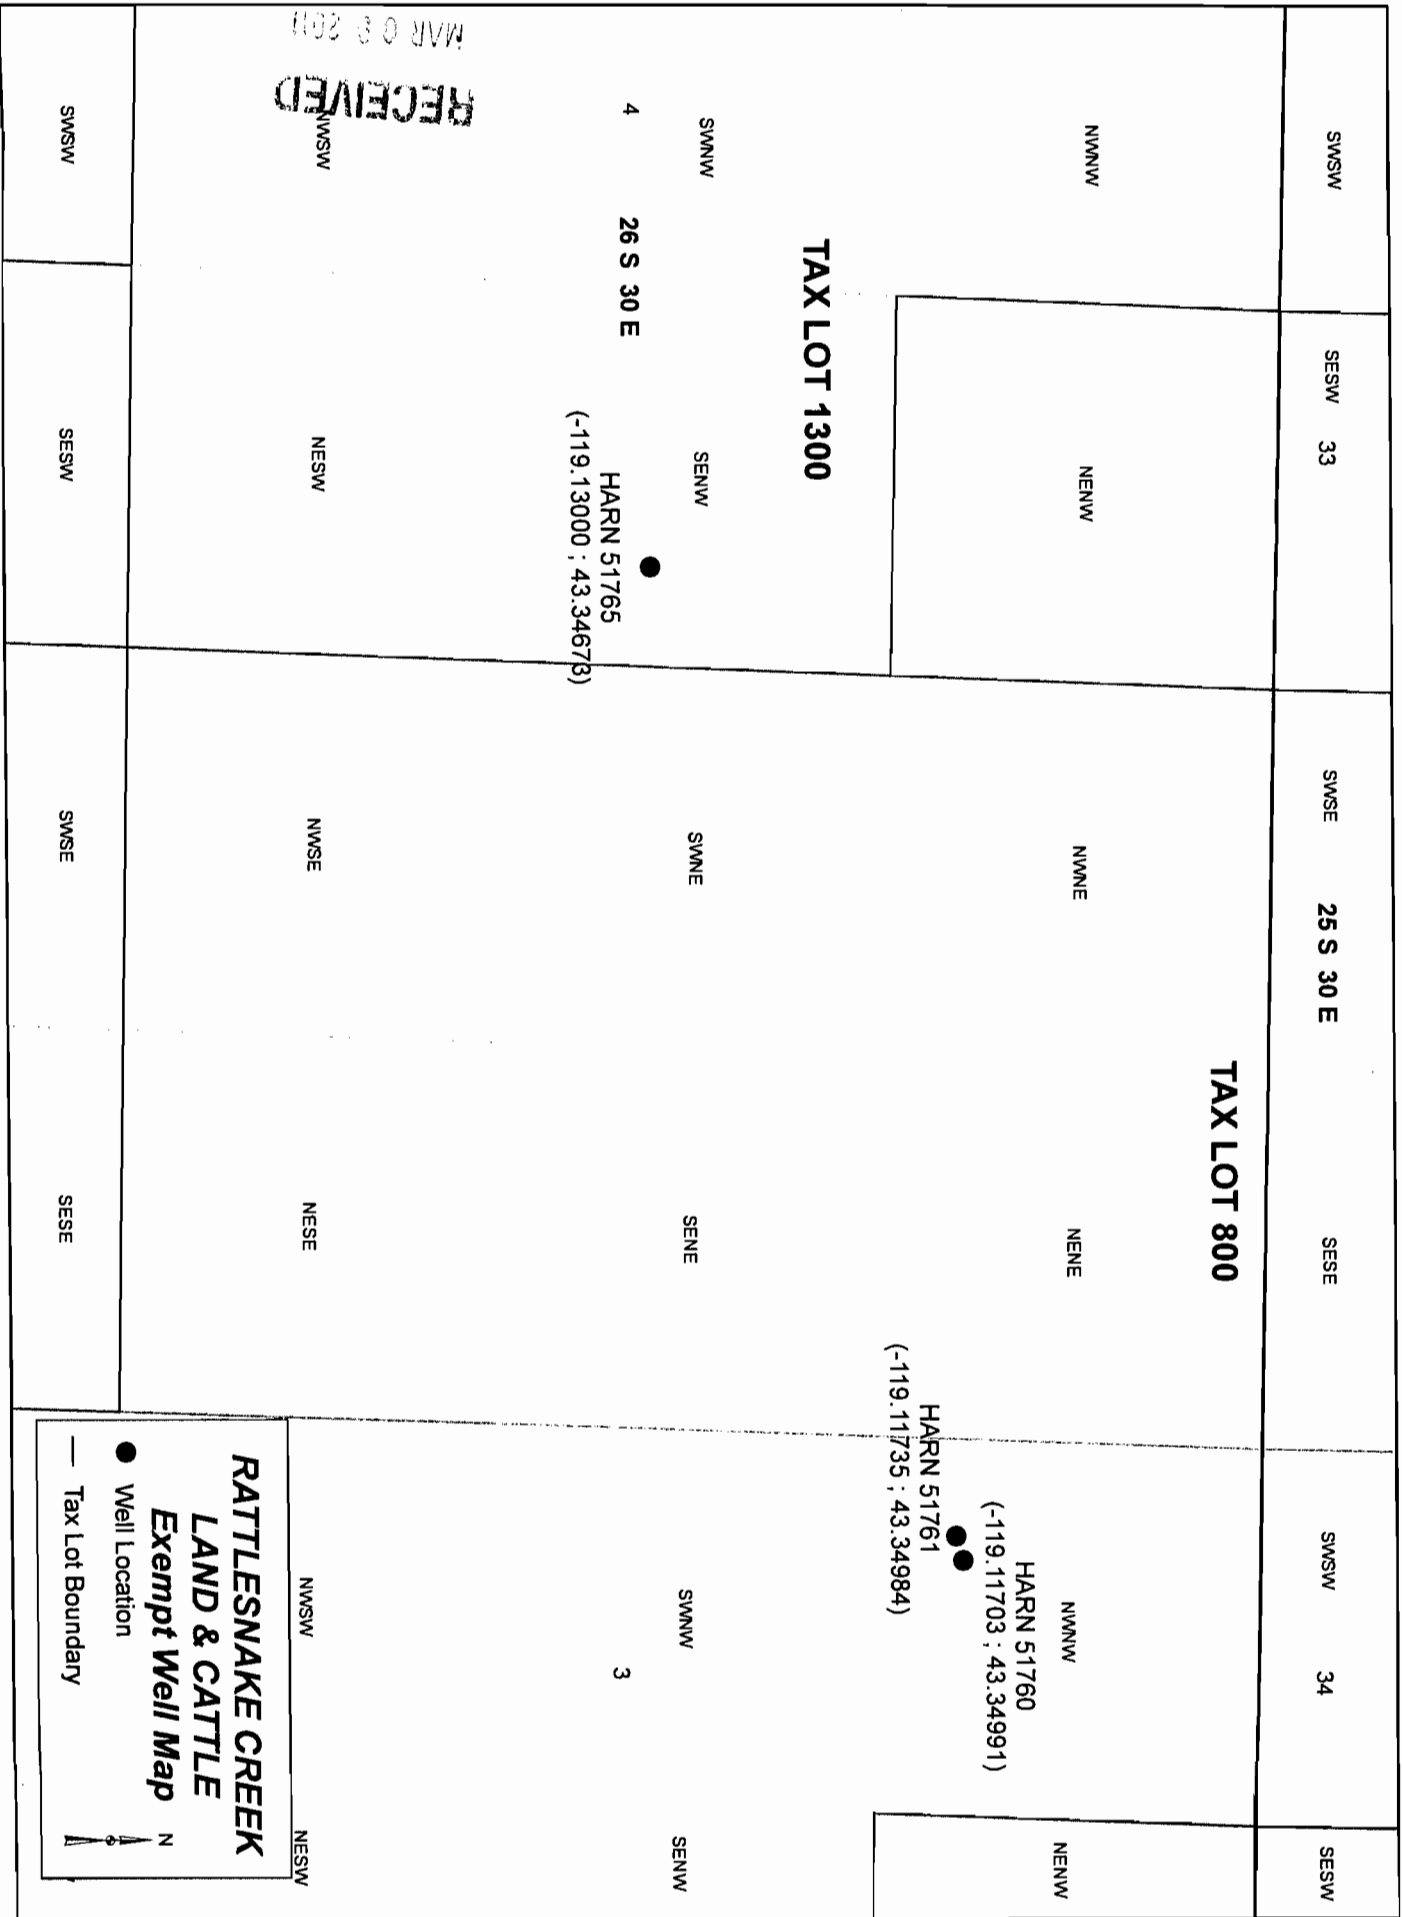 SWSW
SESW
33
SWSE
25 S 30 E
SESE
SWSW
34
SESW
TAX LOT 800
NWNW
NENW
NWNE
NENE
NWNW
NENW
HARN 51760
(-119.11703 ; 43.34991)
HARN 51761
(-119.11735 ; 43.34984)
TAX LOT 1300
SWNW
SENW
SWNE
SENE
SWNW
SENW
4
26 S 30 E
3
HARN 51765
(-119.13000 ; 43.34673)
NWSW
NESW
NWSE
NESE
NWSW
NESW
RECEIVED
MAR 03 2011
SWSW
SESW
SWSE
SESE
RATTLESNAKE CREEK
LAND & CATTLE
Exempt Well Map
N
Well Location
Tax Lot Boundary